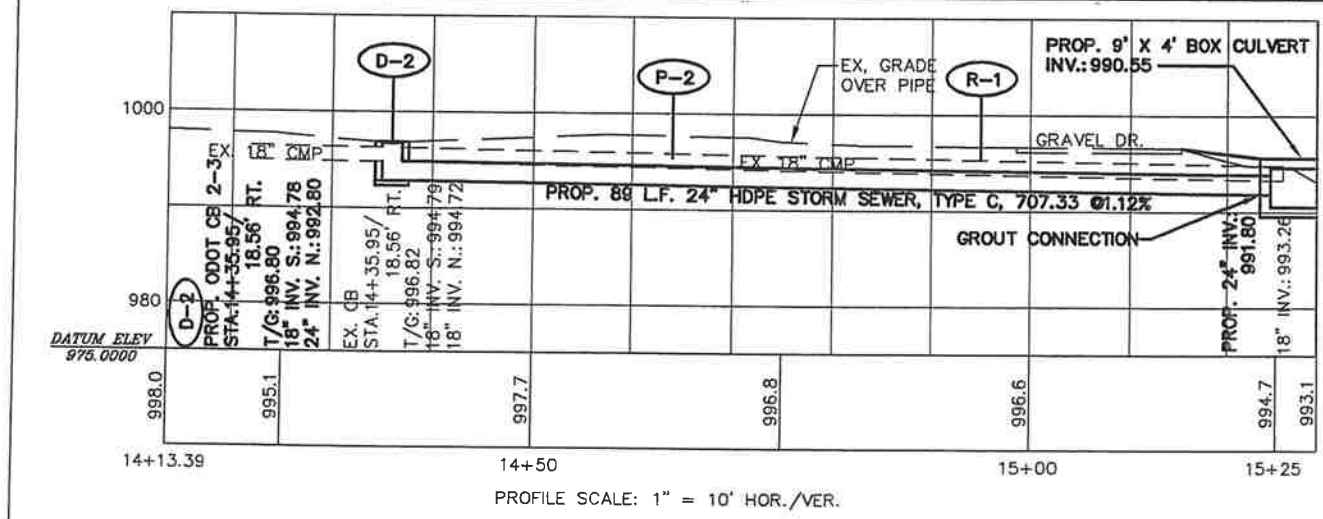 PROP. 9' X 4' BOX CULVERT
INV.: 990.55
D-2
P-2
EX, GRADE
OVER PIPE
R-1
1000
GRAVEL DR.
EX. 18" CMP
EX 18" CMP
PROP. 89 L.F. 24" HDPE STORM SEWER, TYPE C, 707.33 @1.12%
GROUT CONNECTION
980
D-2
PROP. ODOT CB 2-3
STA.14+35.95/
18.56' RT.
T/G: 996.80
18" INV. S.: 994.78
24" INV. N.: 992.80
EX. CB
STA.14+35.95/
18.56' RT.
T/G: 996.82
18" INV. S.: 994.79
18" INV. N.: 994.72
PROP. 24" INV.:
991.80
18" INV.: 993.26
DATUM ELEV
975.0000
998.0
995.1
997.7
996.8
996.6
994.7
993.1
14+13.39
14+50
15+00
15+25
PROFILE SCALE: 1" = 10' HOR./VER.